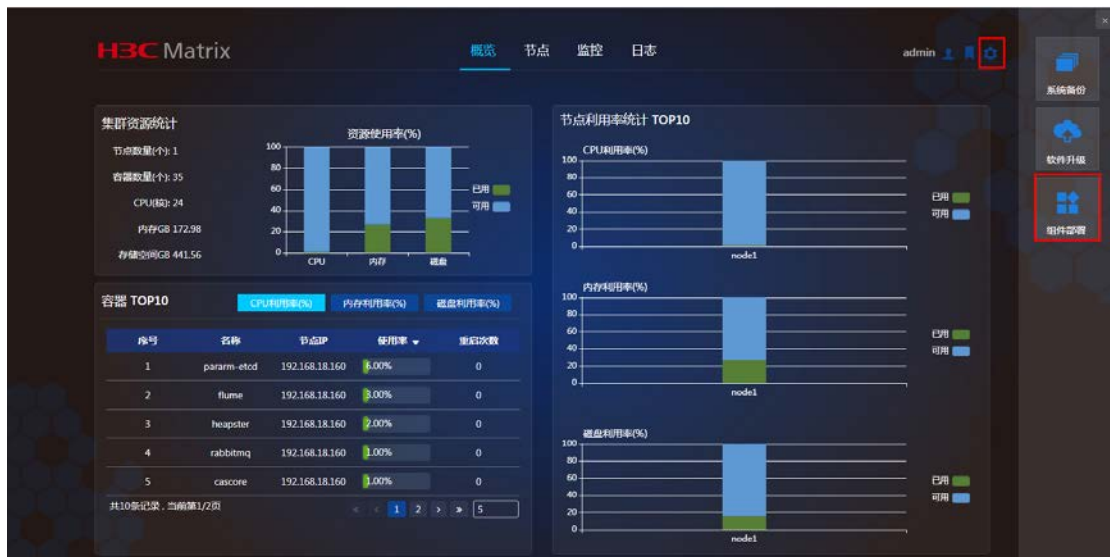 H3C Matrix
概览 节点 监控 日志
admin
系统备份
软件升级
组件部署
集群资源统计
节点数量(个): 1
容器数量(个): 35
CPU(核): 24
内存GB 172.98
存储空间GB 441.56
资源使用率(%)
100
80
60
40
20
0
CPU 内存 磁盘
已用
可用
节点利用率统计 TOP10
CPU利用率(%)
100
80
60
40
20
0
node1
已用
可用
内存利用率(%)
100
80
60
40
20
0
node1
已用
可用
磁盘利用率(%)
100
80
60
40
20
0
node1
已用
可用
容器 TOP10
CPU利用率(%) 内存利用率(%) 磁盘利用率(%)
序号 名称 节点IP 使用率 重启次数
1 pararm-etcd 192.168.18.160 6.00% 0
2 flume 192.168.18.160 3.00% 0
3 heapster 192.168.18.160 2.00% 0
4 rabbitmq 192.168.18.160 1.00% 0
5 cascore 192.168.18.160 1.00% 0
共10条记录 , 当前第1/2页
« ‹ 1 2 › » 5